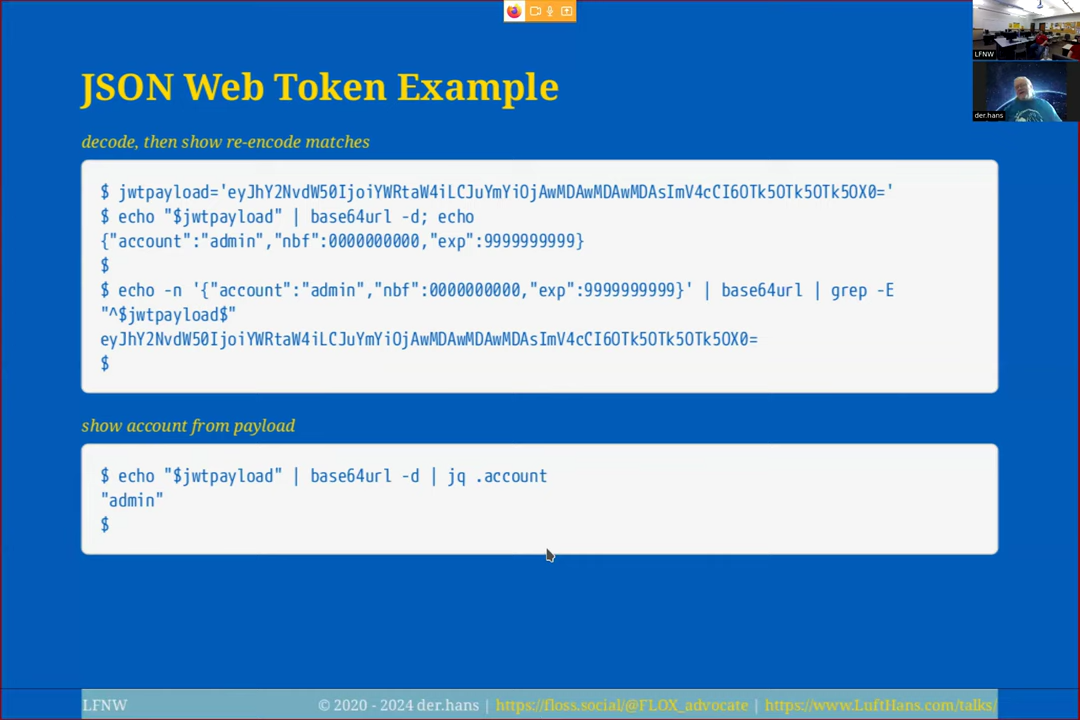 LFNW
der.hans
JSON Web Token Example
decode, then show re-encode matches
$ jwtpayload='eyJhY2NvdW50IjoiYWRtaW4iLCJuYmYiOjAwMDAwMDAwMDAsImV4cCI6OTk5OTk5OTk5OX0='
$ echo "$jwtpayload" | base64url -d; echo
{"account":"admin","nbf":0000000000,"exp":9999999999}
$
$ echo -n '{"account":"admin","nbf":0000000000,"exp":9999999999}' | base64url | grep -E
"^$jwtpayload$"
eyJhY2NvdW50IjoiYWRtaW4iLCJuYmYiOjAwMDAwMDAwMDAsImV4cCI6OTk5OTk5OTk5OX0=
$
show account from payload
$ echo "$jwtpayload" | base64url -d | jq .account
"admin"
$
LFNW © 2020 - 2024 der.hans | https://floss.social/@FLOX_advocate | https://www.LuftHans.com/talks/